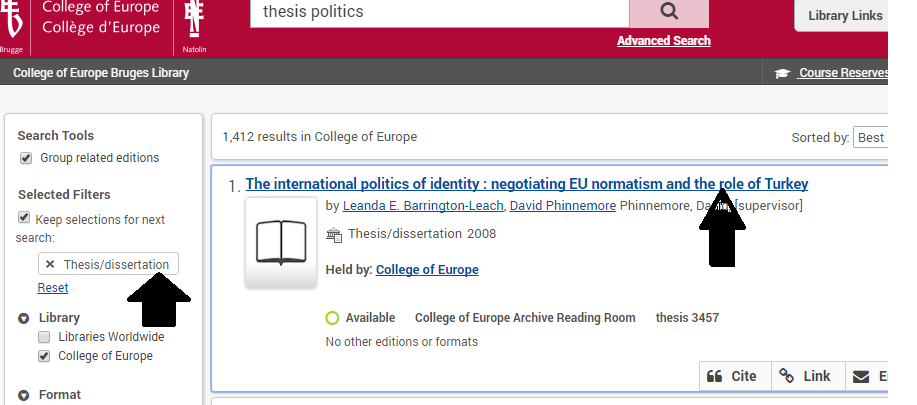 College of Europe
Collège d'Europe
Brugge
Natolin
thesis politics
Advanced Search
Library Links
College of Europe Bruges Library
Course Reserves
Search Tools
Group related editions
Selected Filters
Keep selections for next
search:
Thesis/dissertation
Reset
Library
Libraries Worldwide
College of Europe
Format
1,412 results in College of Europe
Sorted by: Best
1. The international politics of identity : negotiating EU normatism and the role of Turkey
by Leanda E. Barrington-Leach, David Phinnemore Phinnemore, [supervisor]
Thesis/dissertation 2008
Held by: College of Europe
Available College of Europe Archive Reading Room thesis 3457
No other editions or formats
Cite Link